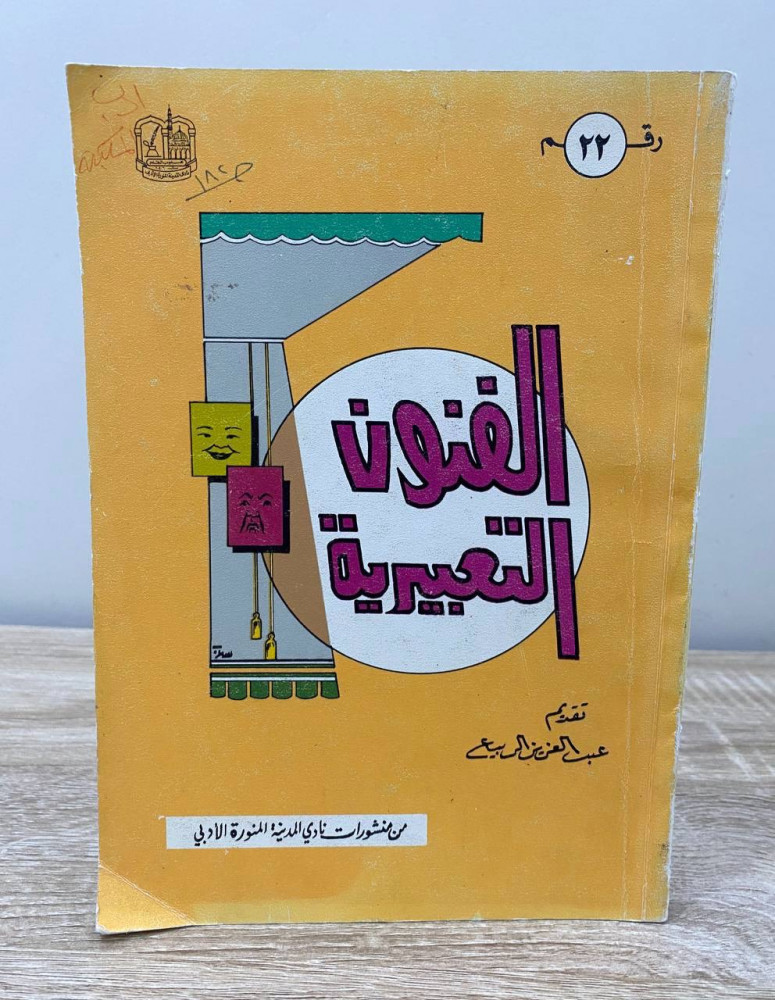 رقم ٢٢
الفنون
التعبيرية
تقديم
عبد العزيز الربيع
من منشورات نادي المدينة المنورة الأدبي